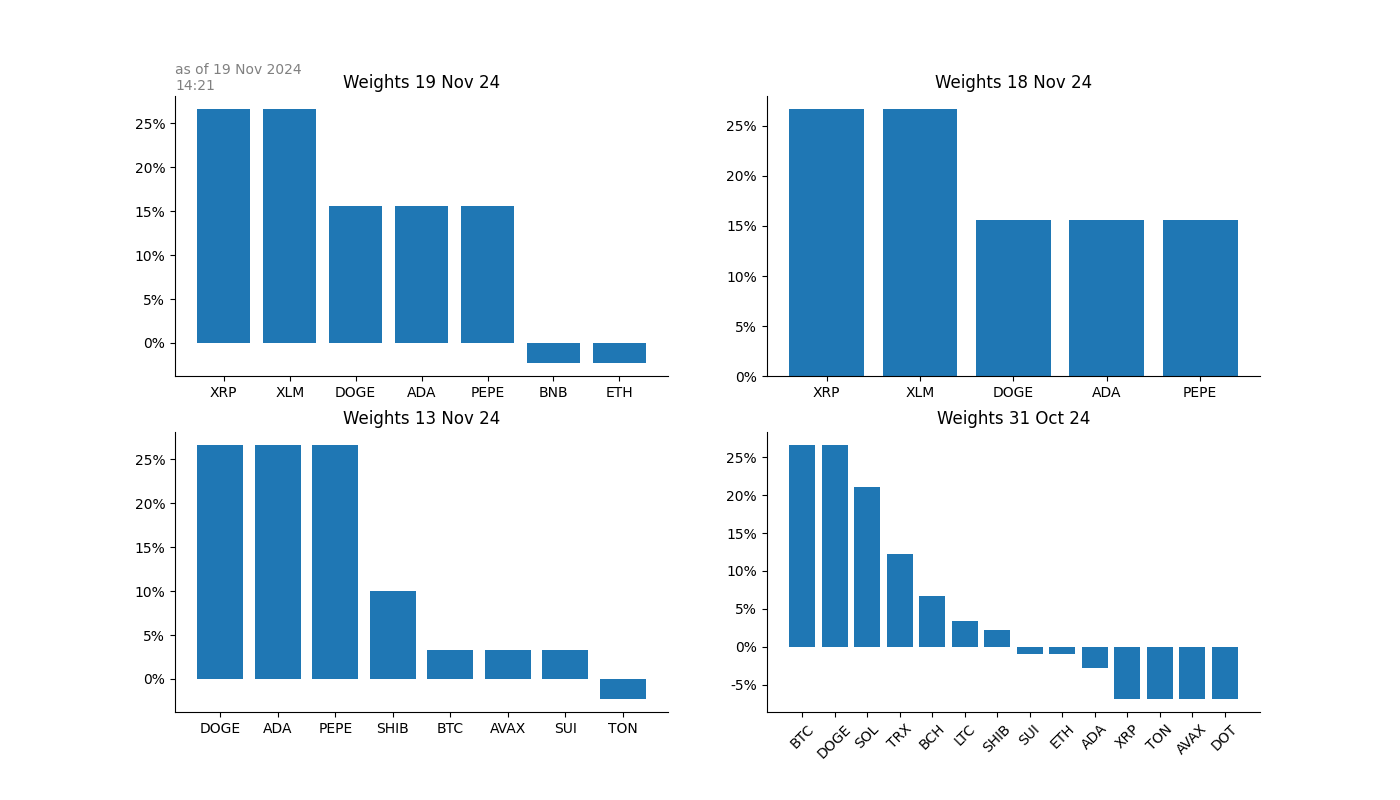 as of 19 Nov 2024
14:21
Weights 19 Nov 24
25%
20%
15%
10%
5%
0%
XRP XLM DOGE ADA PEPE BNB ETH
Weights 18 Nov 24
25%
20%
15%
10%
5%
0%
XRP XLM DOGE ADA PEPE
Weights 13 Nov 24
25%
20%
15%
10%
5%
0%
DOGE ADA PEPE SHIB BTC AVAX SUI TON
Weights 31 Oct 24
25%
20%
15%
10%
5%
0%
-5%
BTC DOGE SOL TRX BCH LTC SHIB SUI ETH ADA XRP TON AVAX DOT